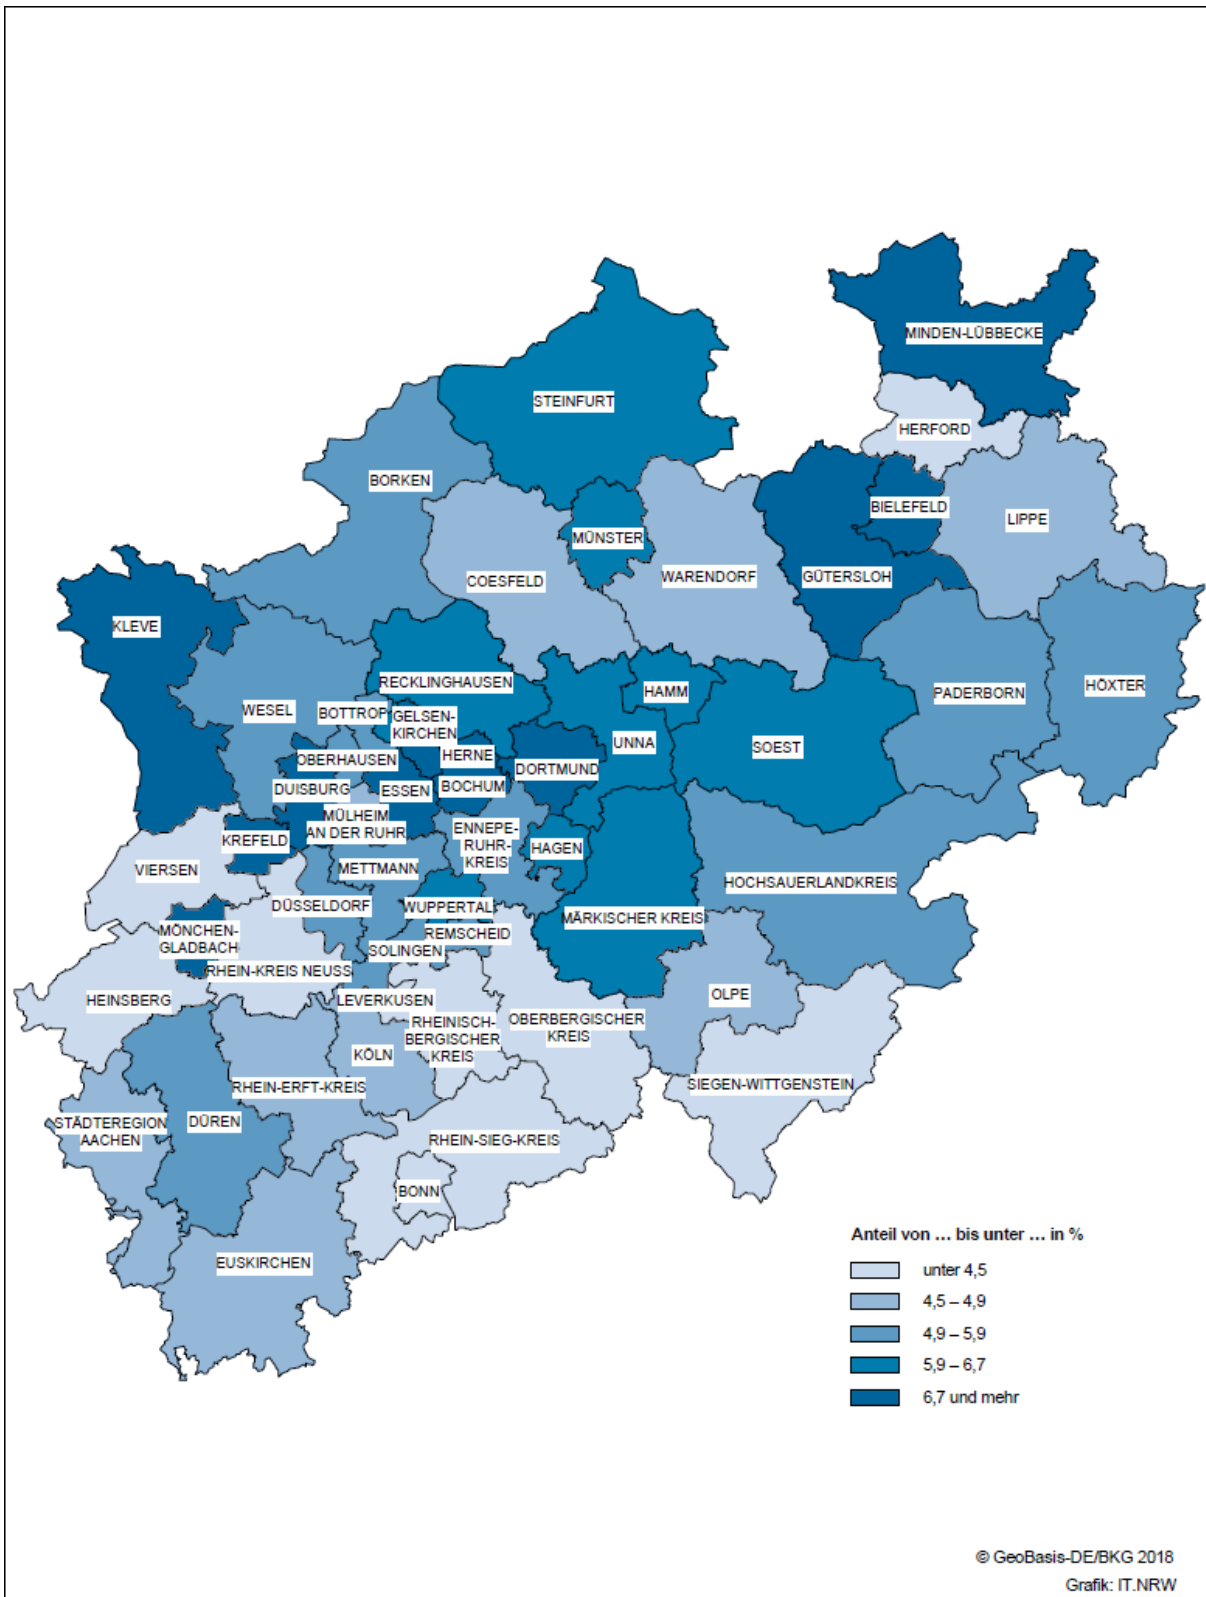 MINDEN-LÜBBECKE
STEINFURT
HERFORD
BORKEN
BIELEFELD
LIPPE
MÜNSTER
COESFELD
WARENDORF
GÜTERSLOH
KLEVE
RECKLINGHAUSEN
HAMM
PADERBORN
HÖXTER
WESEL
BOTTROP
GELSEN-
KIRCHEN
UNNA
SOEST
OBERHAUSEN
HERNE
DORTMUND
DUISBURG
ESSEN
BOCHUM
MÜLHEIM
AN DER RUHR
KREFELD
ENNEPE-
RUHR-
KREIS
HAGEN
VIERSEN
METTMANN
HOCHSAUERLANDKREIS
DÜSSELDORF
WUPPERTAL
MÄRKISCHER KREIS
MÖNCHEN-
GLADBACH
REMSCHEID
SOLINGEN
RHEIN-KREIS NEUSS
HEINSBERG
LEVERKUSEN
OLPE
RHEINISCH-
BERGISCHER
KREIS
OBERBERGISCHER
KREIS
KÖLN
RHEIN-ERFT-KREIS
SIEGEN-WITTGENSTEIN
STÄDTEREGION
AACHEN
DÜREN
RHEIN-SIEG-KREIS
BONN
EUSKIRCHEN
Anteil von ... bis unter ... in %
unter 4,5
4,5 – 4,9
4,9 – 5,9
5,9 – 6,7
6,7 und mehr
© GeoBasis-DE/BKG 2018
Grafik: IT.NRW